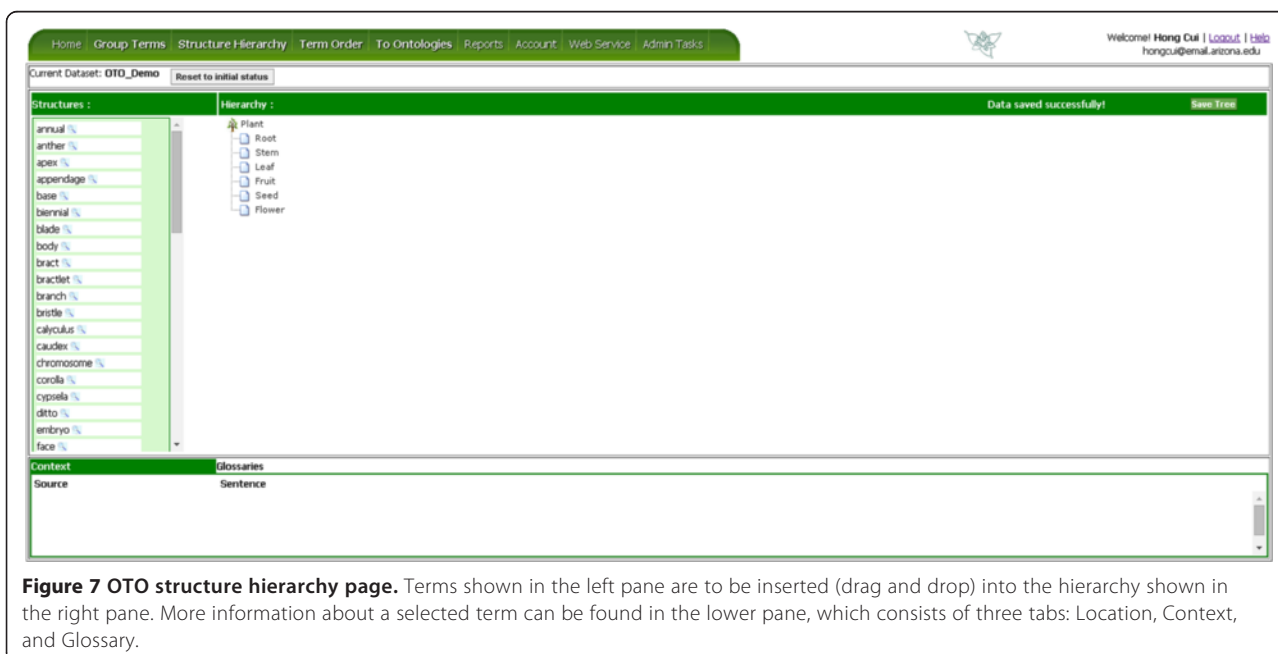 Home Group Terms Structure Hierarchy Term Order To Ontologies Reports Account Web Service Admin Tasks
Welcome! Hong Cui | Logout | Help
hongcui@email.arizona.edu
Current Dataset: OTO_Demo Reset to initial status
Structures : Hierarchy : Data saved successfully! Save Tree
annual
anther
apex
appendage
base
biennial
blade
body
bract
bractlet
branch
bristle
calyculus
caudex
chromosome
corolla
cypsela
ditto
embryo
face
Plant
Root
Stem
Leaf
Fruit
Seed
Flower
Context Glossaries
Source Sentence
Figure 7 OTO structure hierarchy page. Terms shown in the left pane are to be inserted (drag and drop) into the hierarchy shown in
the right pane. More information about a selected term can be found in the lower pane, which consists of three tabs: Location, Context,
and Glossary.